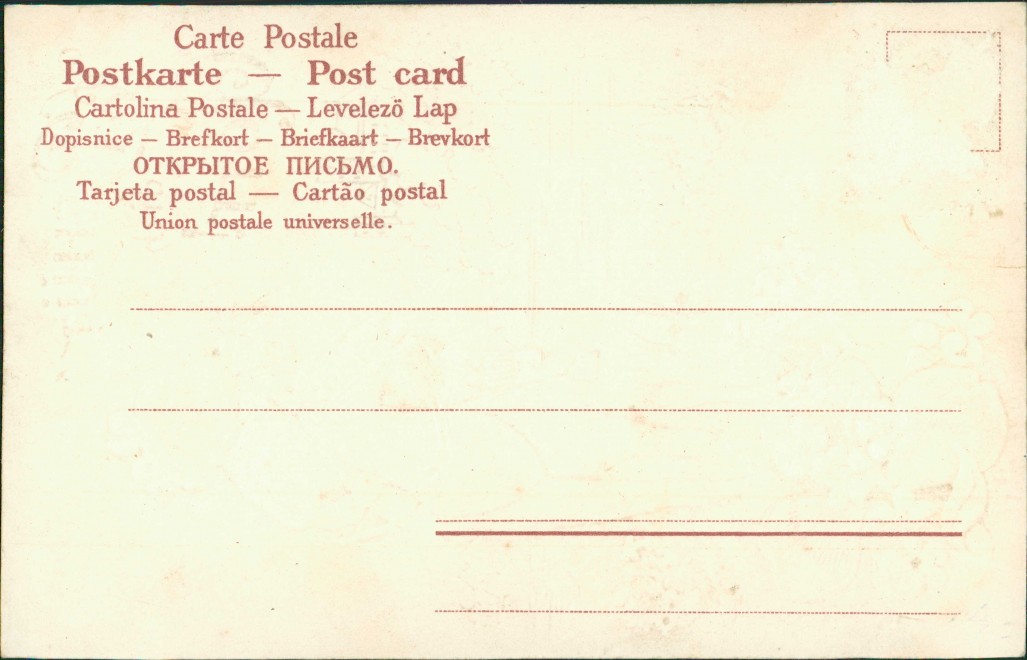 Carte Postale
Postkarte — Post card
Cartolina Postale — Levelező Lap
Dopisnice — Brefkort — Briefkaart — Brevkort
ОТКРЫТОЕ ПИСЬМО.
Tarjeta postal — Cartão postal
Union postale universelle.